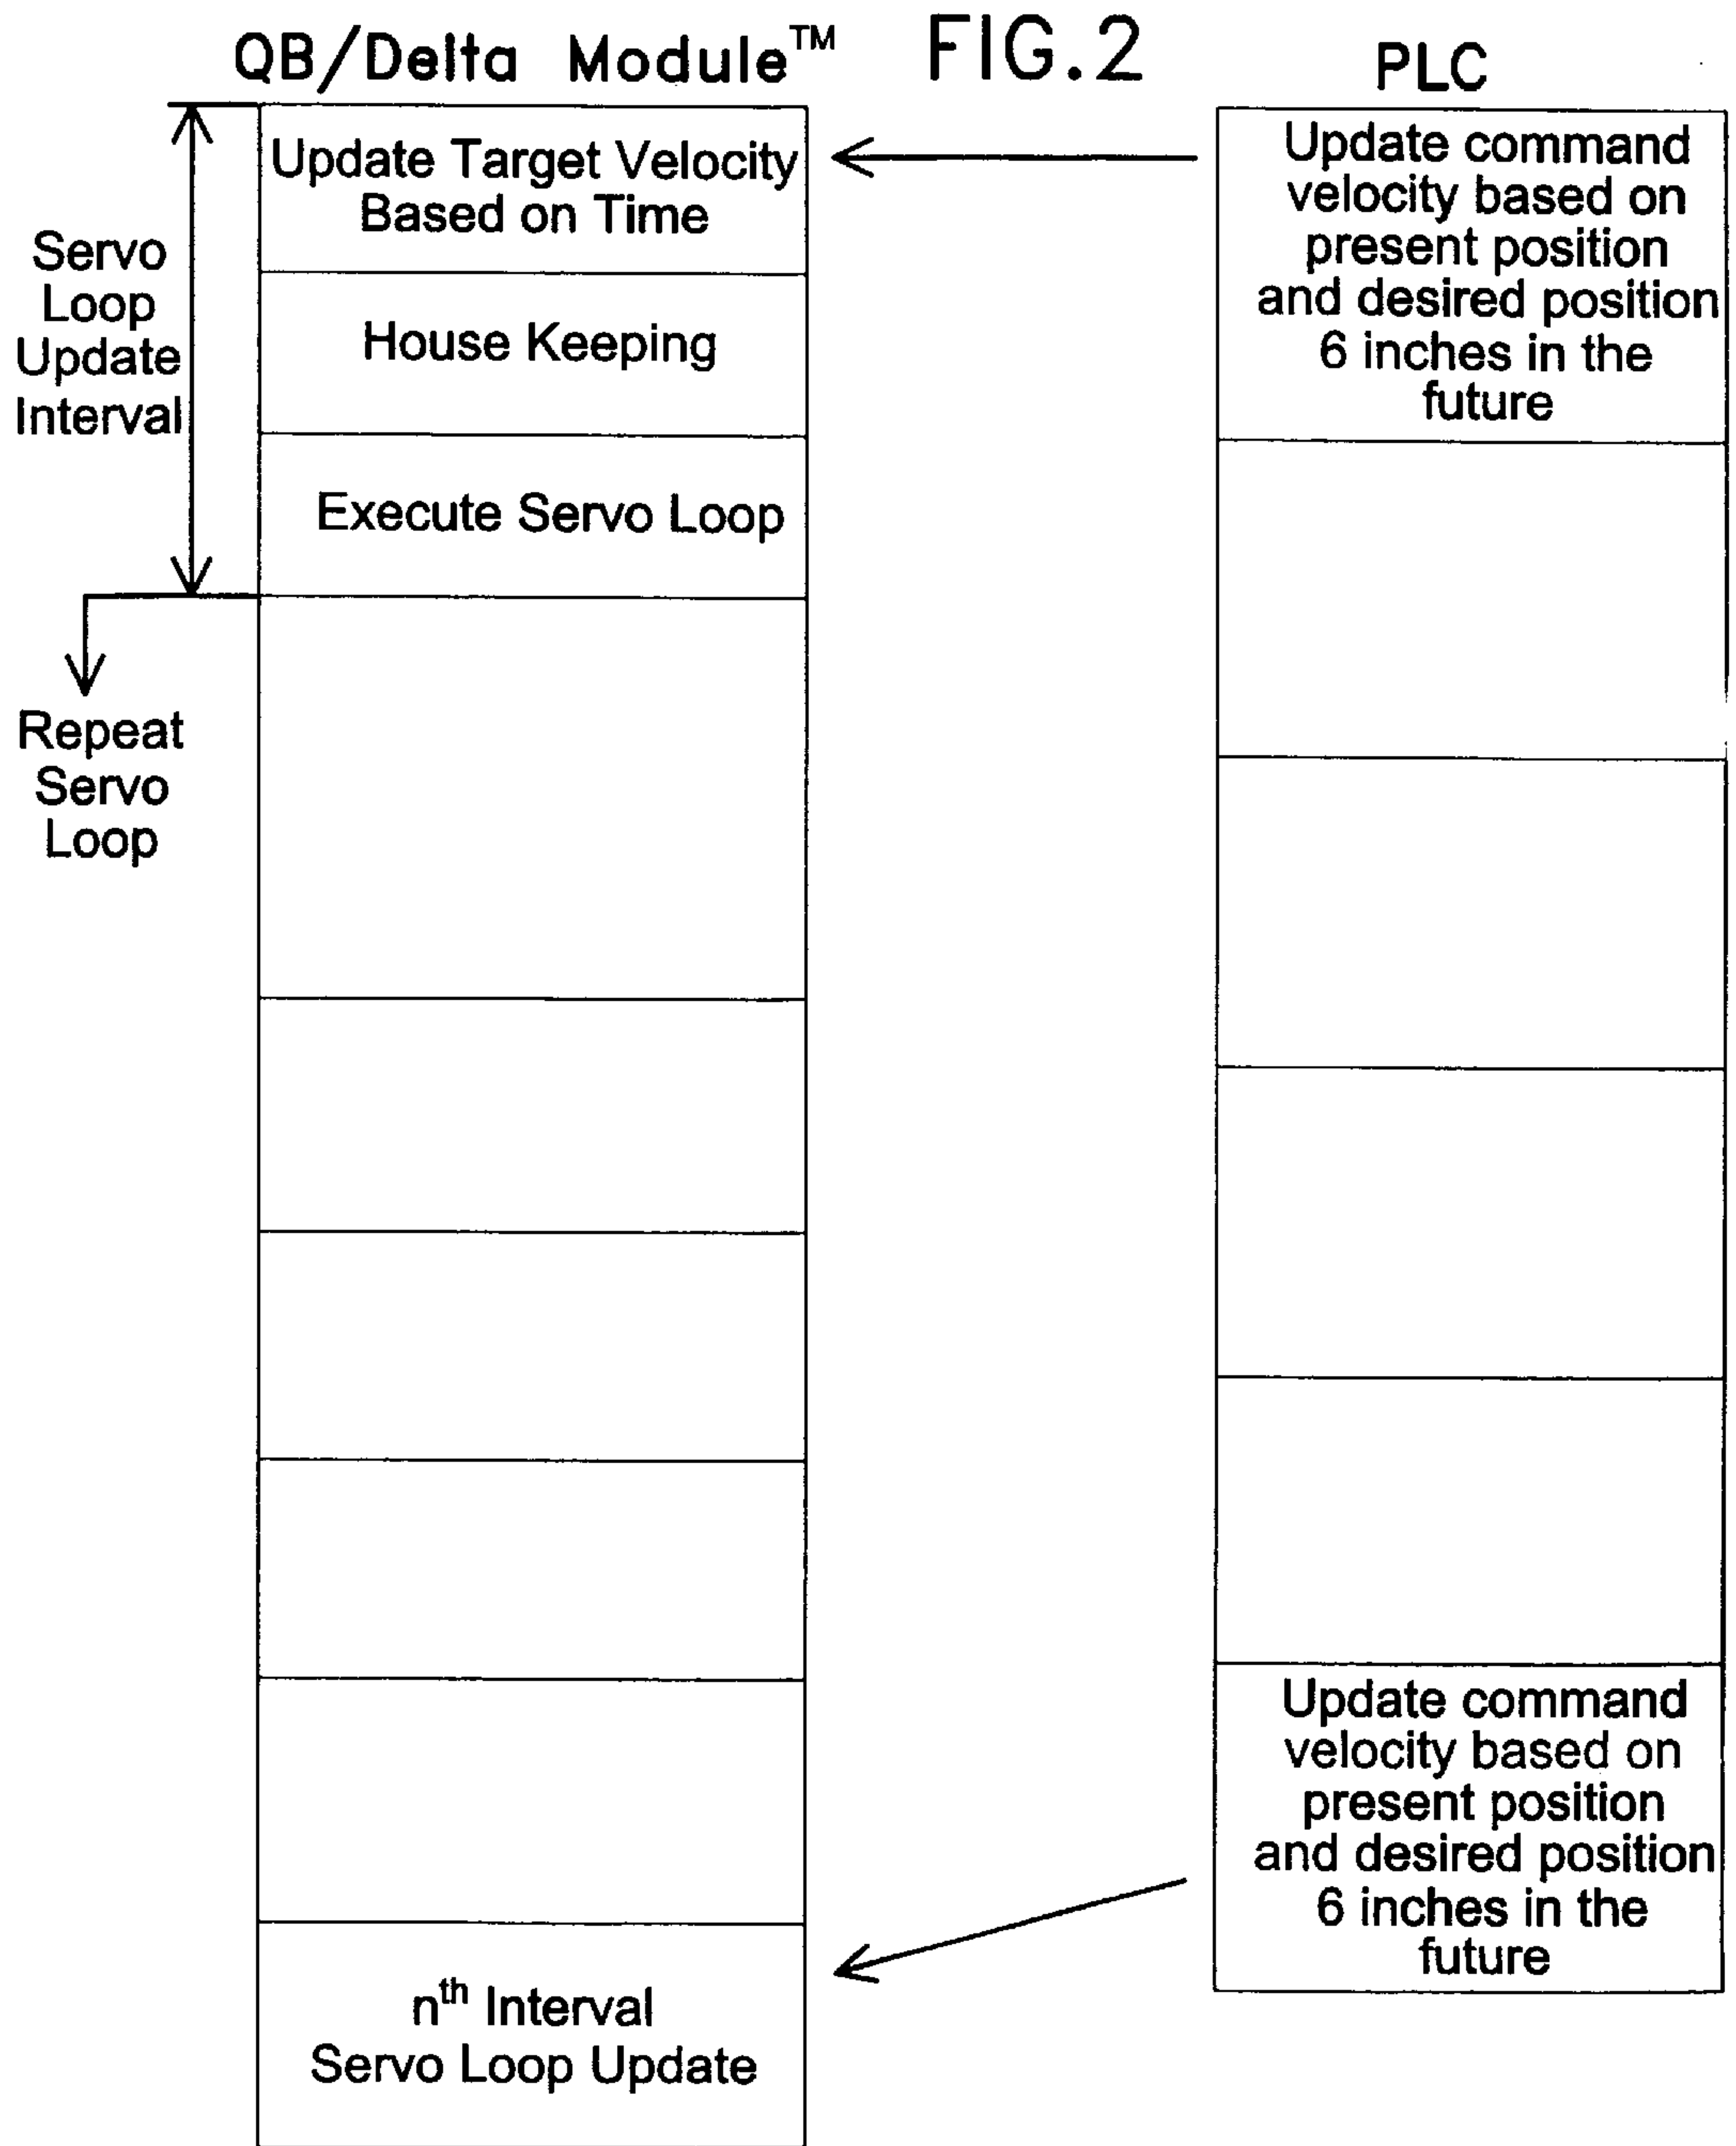 FIG.2
QB/Delta Module™
PLC
Servo
Loop
Update
Interval
Update Target Velocity
Based on Time
House Keeping
Execute Servo Loop
Repeat
Servo
Loop
nth Interval
Servo Loop Update
Update command
velocity based on
present position
and desired position
6 inches in the
future
Update command
velocity based on
present position
and desired position
6 inches in the
future